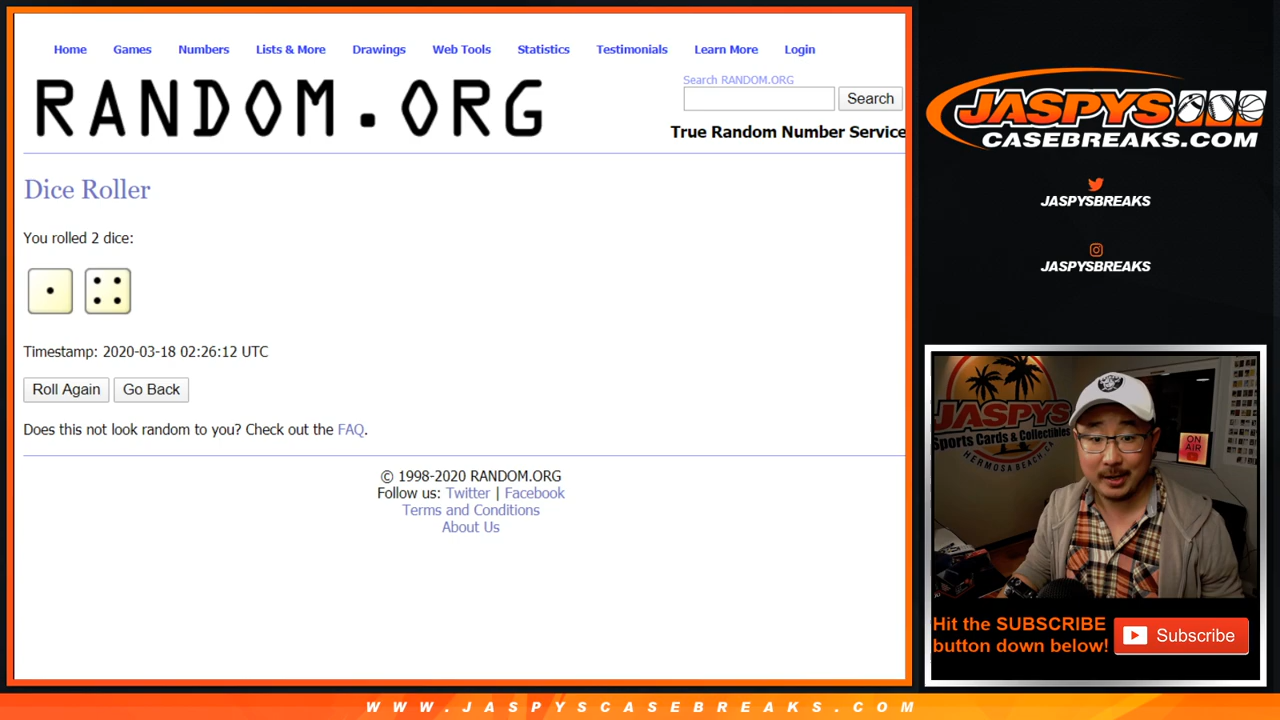 Home Games Numbers Lists & More Drawings Web Tools Statistics Testimonials Learn More Login
RANDOM.ORG
Search RANDOM.ORG
Search
True Random Number Service
Dice Roller
You rolled 2 dice:
Timestamp: 2020-03-18 02:26:12 UTC
Roll Again Go Back
Does this not look random to you? Check out the FAQ.
© 1998-2020 RANDOM.ORG
Follow us: Twitter | Facebook
Terms and Conditions
About Us
JASPYS
CASEBREAKS.COM
JASPYSBREAKS
JASPYSBREAKS
JASPYS
Sports Cards & Collectibles
HERMOSA BEACH, CA
ON
AIR
Hit the SUBSCRIBE
button down below!
Subscribe
WWW.JASPYSCASEBREAKS.COM